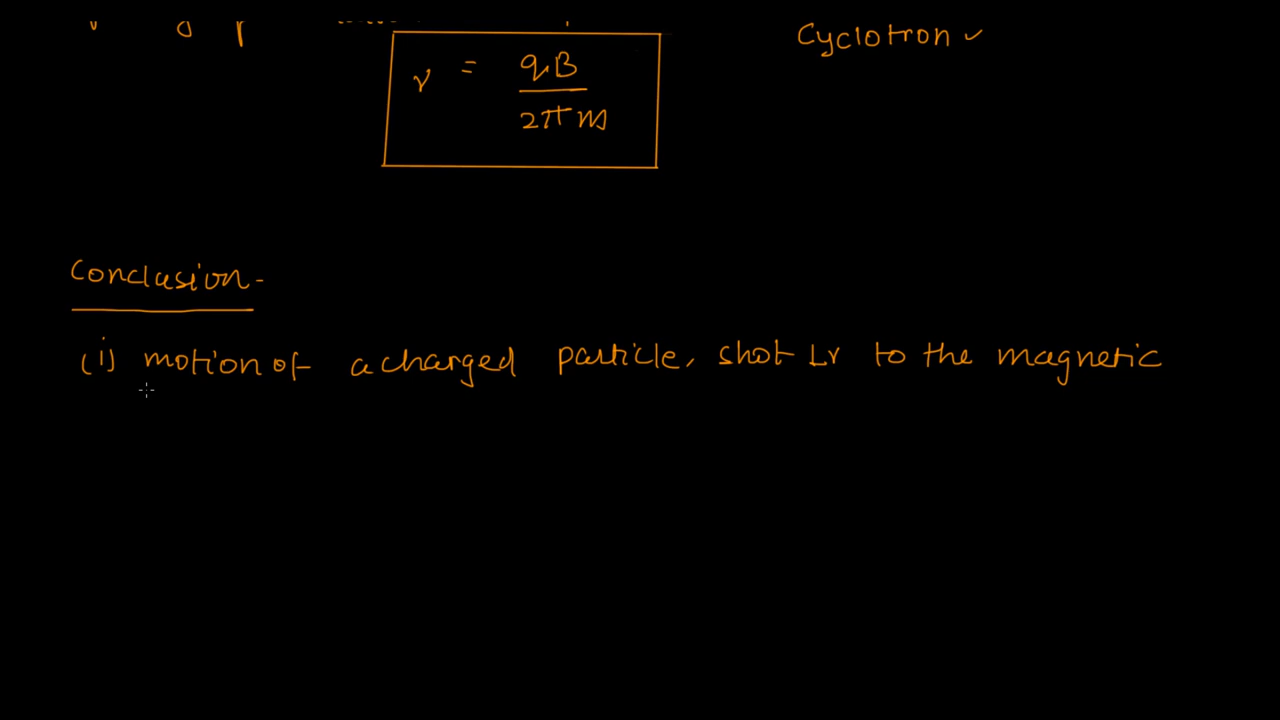 Cyclotron ✓
ν = qB / 2πm
Conclusion -
(i) motion of a charged particle, shot ⊥r to the magnetic